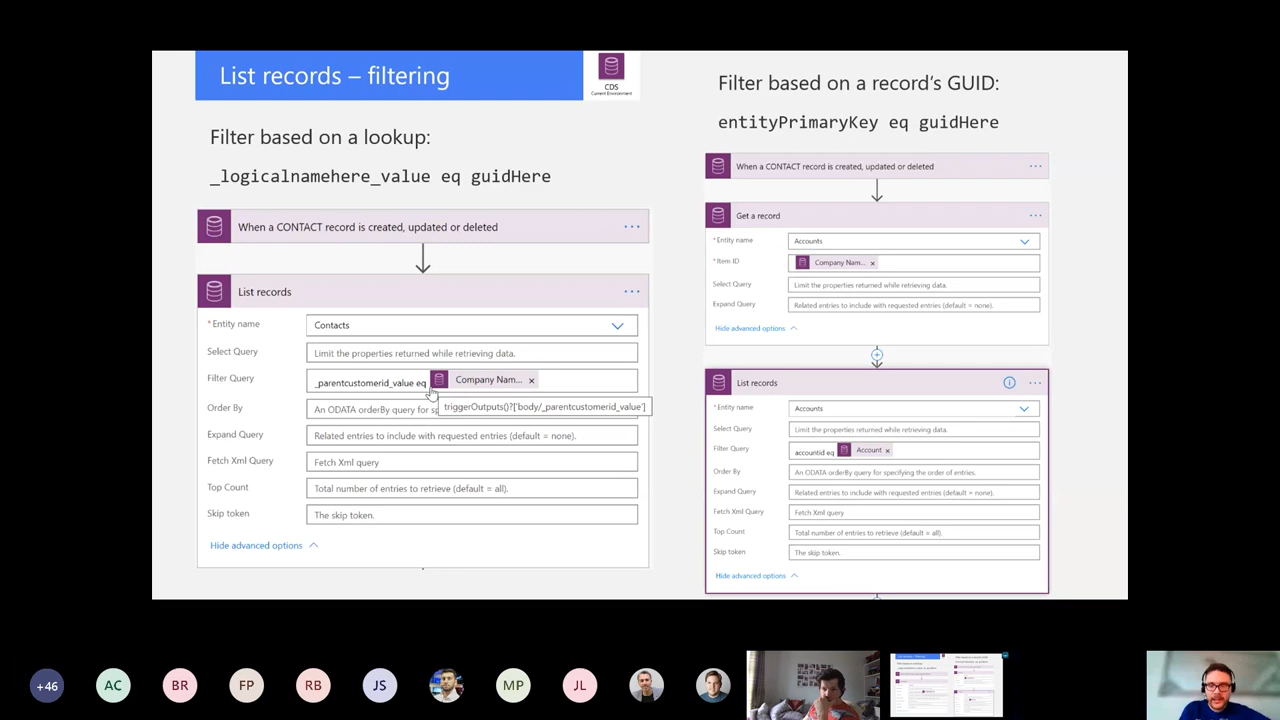 List records – filtering
CDS
Current Environment
Filter based on a lookup:
_logicalnamehere_value eq guidHere
When a CONTACT record is created, updated or deleted
List records
*Entity name
Contacts
Select Query
Limit the properties returned while retrieving data.
Filter Query
_parentcustomerid_value eq Company Nam... ×
triggerOutputs()?['body/_parentcustomerid_value']
Order By
An ODATA orderBy query for sp
Expand Query
Related entries to include with requested entries (default = none).
Fetch Xml Query
Fetch Xml query
Top Count
Total number of entries to retrieve (default = all).
Skip token
The skip token.
Hide advanced options
Filter based on a record's GUID:
entityPrimaryKey eq guidHere
When a CONTACT record is created, updated or deleted
Get a record
*Entity name
Accounts
*Item ID
Company Nam... ×
Select Query
Limit the properties returned while retrieving data.
Expand Query
Related entries to include with requested entries (default = none).
Hide advanced options
List records
*Entity name
Accounts
Select Query
Limit the properties returned while retrieving data.
Filter Query
accountid eq Account ×
Order By
An ODATA orderBy query for specifying the order of entries.
Expand Query
Related entries to include with requested entries (default = none).
Fetch Xml Query
Fetch Xml query
Top Count
Total number of entries to retrieve (default = all).
Skip token
The skip token.
Hide advanced options
+46
AC
BR
FP
RB
JS
MB
JL